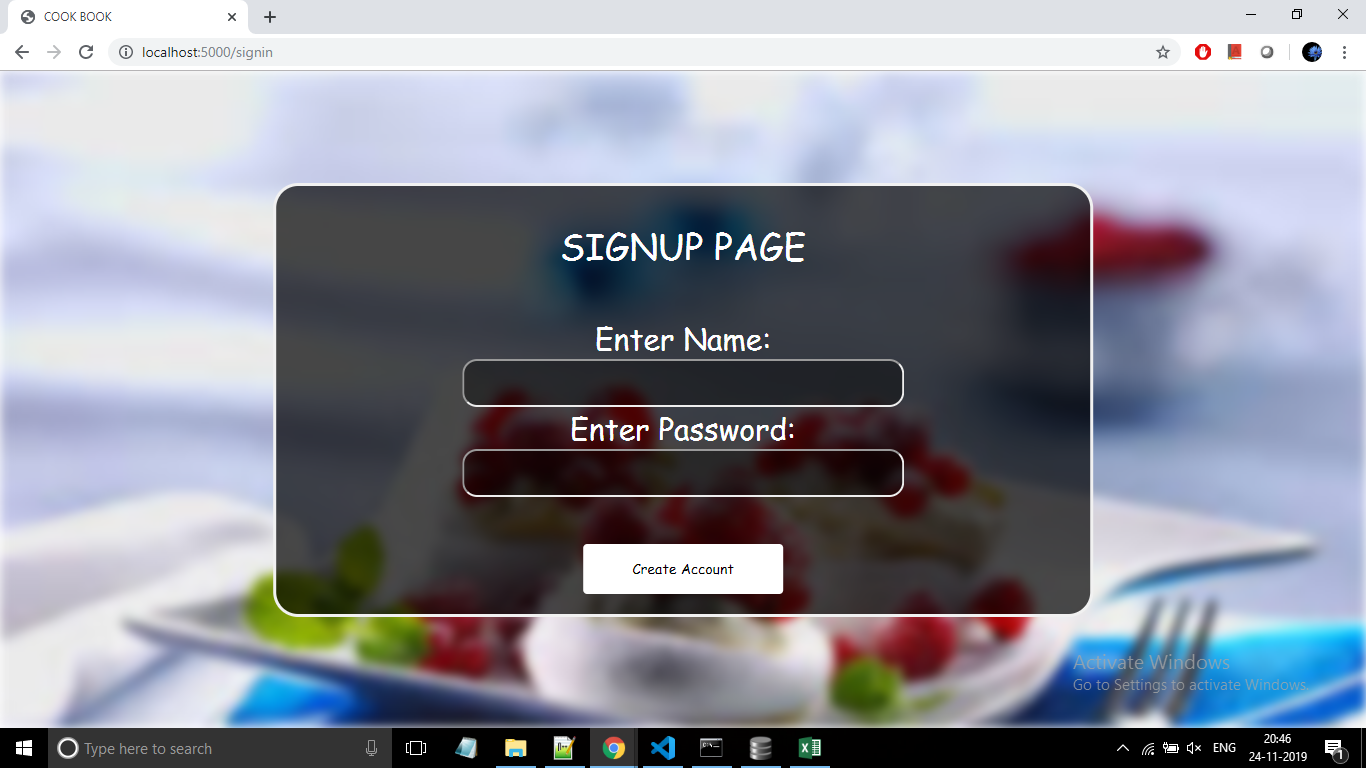 COOK BOOK
localhost:5000/signin
SIGNUP PAGE
Enter Name:
Enter Password:
Create Account
Activate Windows
Go to Settings to activate Windows.
Type here to search
ENG
20:46
24-11-2019
1